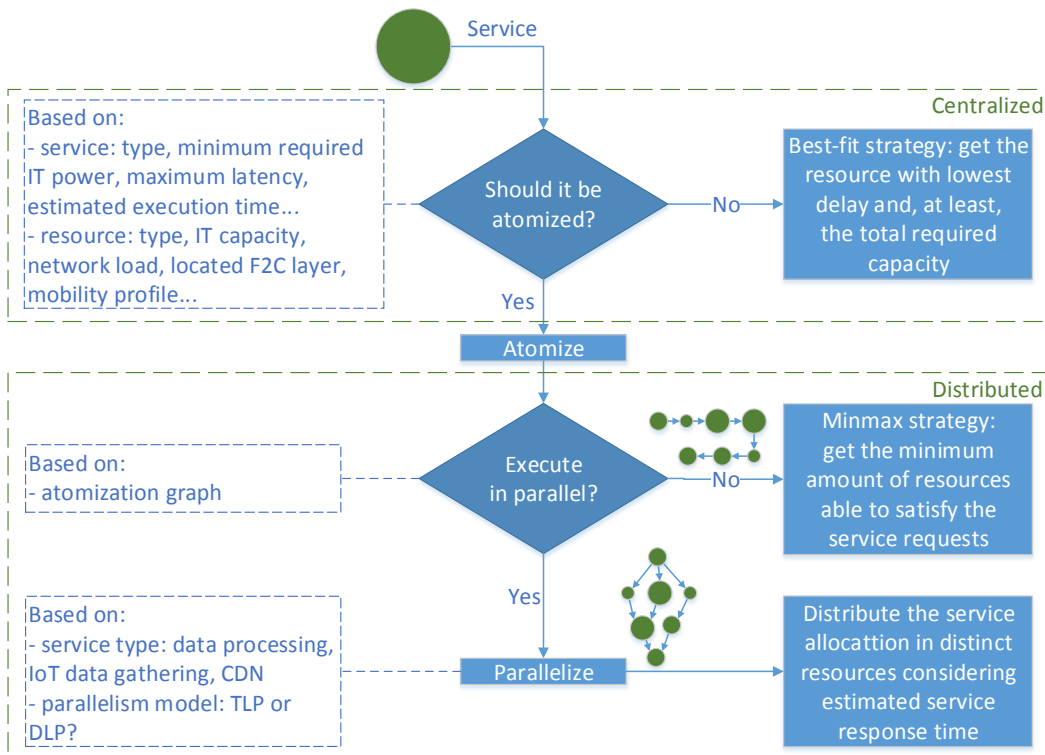 Service
Centralized
Based on:
- service: type, minimum required
IT power, maximum latency,
estimated execution time...
- resource: type, IT capacity,
network load, located F2C layer,
mobility profile...
Should it be
atomized?
No
Best-fit strategy: get the
resource with lowest
delay and, at least,
the total required
capacity
Yes
Atomize
Distributed
Based on:
- atomization graph
Execute
in parallel?
No
Minmax strategy:
get the minimum
amount of resources
able to satisfy the
service requests
Yes
Based on:
- service type: data processing,
IoT data gathering, CDN
- parallelism model: TLP or
DLP?
Parallelize
Distribute the service
allocattion in distinct
resources considering
estimated service
response time